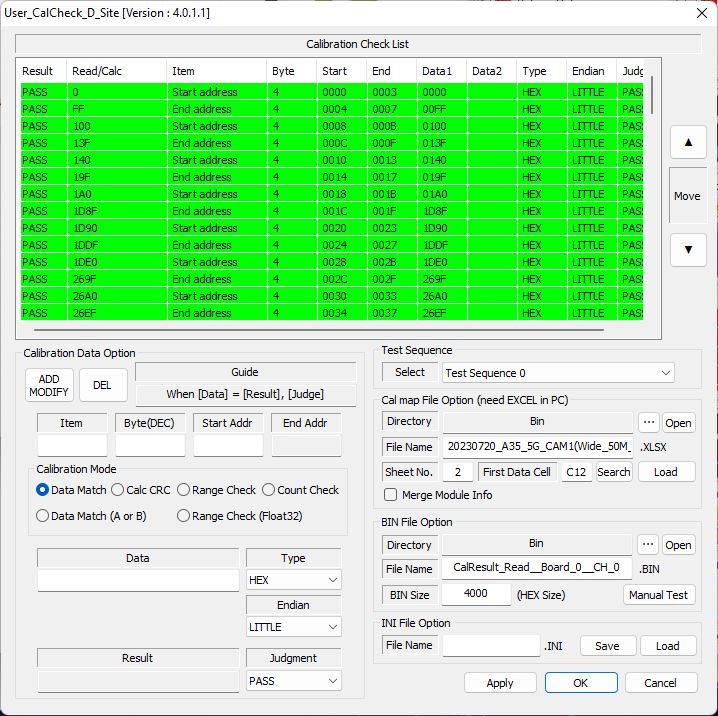 User_CalCheck_D_Site [Version : 4.0.1.1]
Calibration Check List
Result Read/Calc Item Byte Start End Data1 Data2 Type Endian Judg
PASS 0 Start address 4 0000 0003 0000 HEX LITTLE PASS
PASS FF End address 4 0004 0007 00FF HEX LITTLE PASS
PASS 100 Start address 4 0008 000B 0100 HEX LITTLE PASS
PASS 13F End address 4 000C 000F 013F HEX LITTLE PASS
PASS 140 Start address 4 0010 0013 0140 HEX LITTLE PASS
PASS 19F End address 4 0014 0017 019F HEX LITTLE PASS
PASS 1A0 Start address 4 0018 001B 01A0 HEX LITTLE PASS
PASS 1D8F End address 4 001C 001F 1D8F HEX LITTLE PASS
PASS 1D90 Start address 4 0020 0023 1D90 HEX LITTLE PASS
PASS 1DDF End address 4 0024 0027 1DDF HEX LITTLE PASS
PASS 1DE0 Start address 4 0028 002B 1DE0 HEX LITTLE PASS
PASS 269F End address 4 002C 002F 269F HEX LITTLE PASS
PASS 26A0 Start address 4 0030 0033 26A0 HEX LITTLE PASS
PASS 26EF End address 4 0034 0037 26EF HEX LITTLE PASS
▲
Move
▼
Calibration Data Option
ADD
MODIFY
DEL
Guide
When [Data] = [Result], [Judge]
Item Byte(DEC) Start Addr End Addr
Calibration Mode
Data Match Calc CRC Range Check Count Check
Data Match (A or B) Range Check (Float32)
Data Type
HEX
Endian
LITTLE
Result Judgment
PASS
Test Sequence
Select Test Sequence 0
Cal map File Option (need EXCEL in PC)
Directory Bin ... Open
File Name 20230720_A35_5G_CAM1(Wide_50M_ .XLSX
Sheet No. 2 First Data Cell C12 Search Load
Merge Module Info
BIN File Option
Directory Bin ... Open
File Name CalResult_Read__Board_0__CH_0 .BIN
BIN Size 4000 (HEX Size) Manual Test
INI File Option
File Name .INI Save Load
Apply OK Cancel